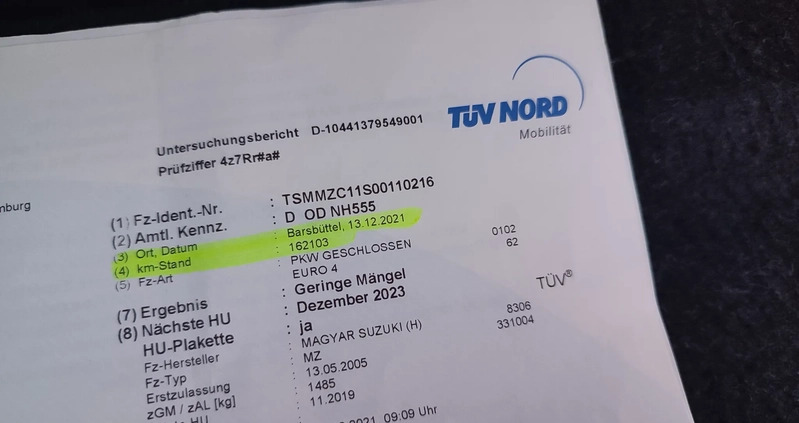 TÜV NORD
Mobilität
Untersuchungsbericht D-10441379549001
Prüfziffer 4z7Rr#a#
mburg
(1) Fz-Ident.-Nr. : TSMMZC11S00110216
(2) Amtl. Kennz. : D OD NH555
(3) Ort, Datum : Barsbüttel, 13.12.2021
(4) km-Stand : 162103
(5) Fz-Art : PKW GESCHLOSSEN 0102
EURO 4 62
(7) Ergebnis : Geringe Mängel
(8) Nächste HU : Dezember 2023 TÜV®
HU-Plakette : ja
Fz-Hersteller : MAGYAR SUZUKI (H) 8306
Fz-Typ : MZ 331004
Erstzulassung : 13.05.2005
zGM / zAL [kg] : 1485
HU : 11.2019
2021, 09:09 Uhr